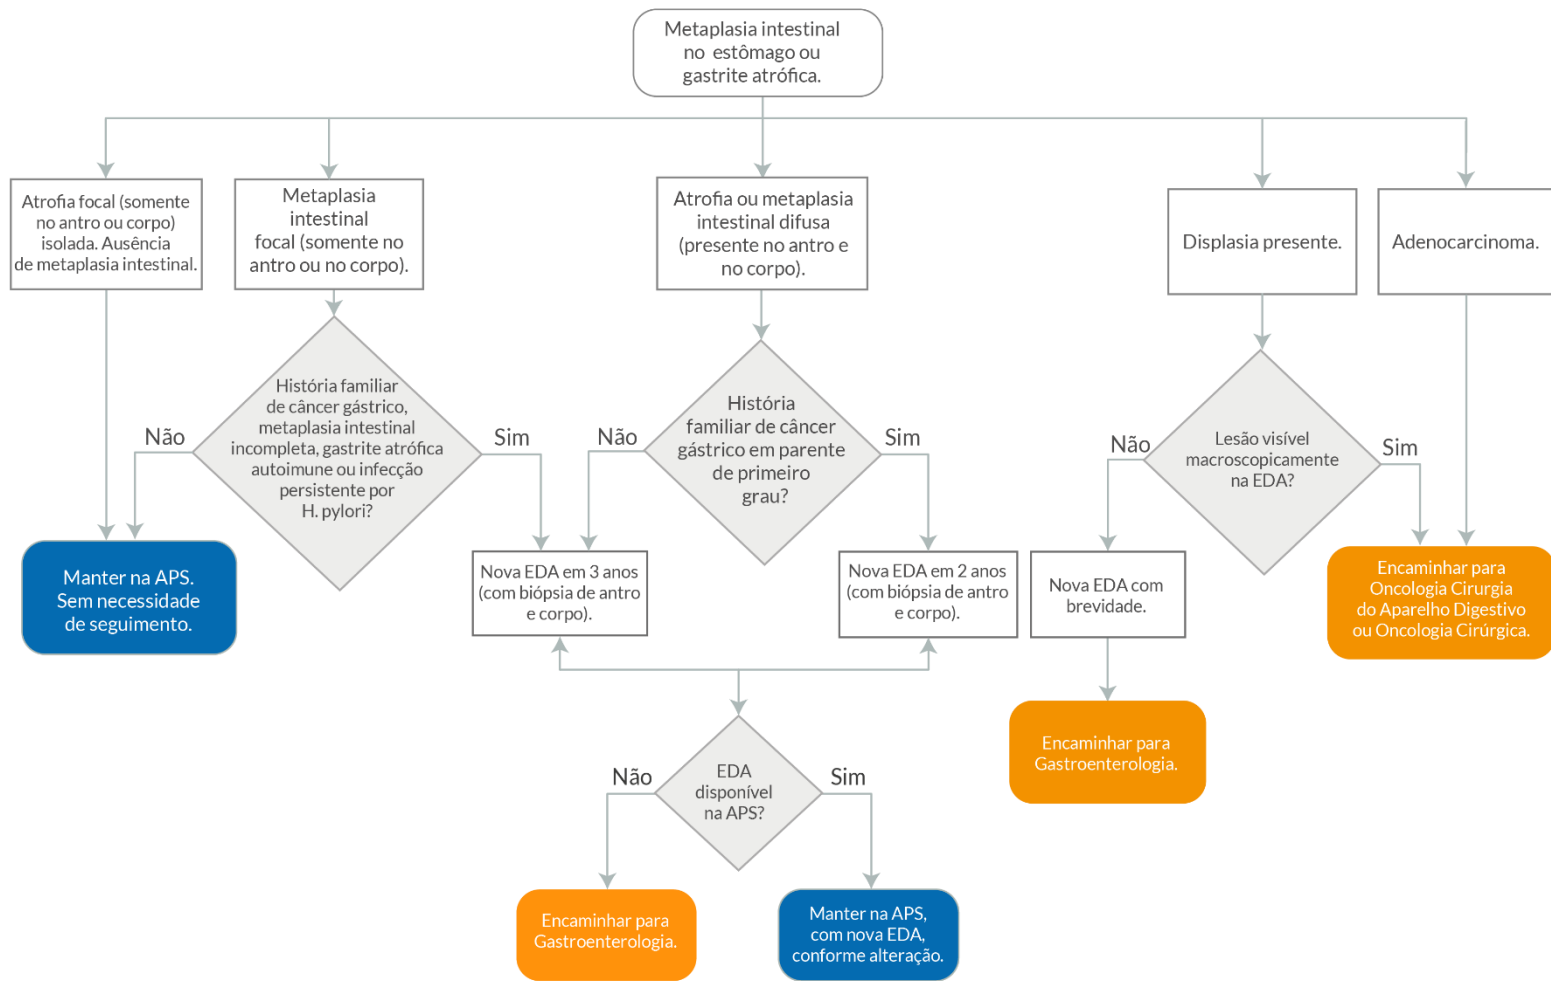 Metaplasia intestinal
no estômago ou
gastrite atrófica.
Atrofia focal (somente
no antro ou corpo)
isolada. Ausência
de metaplasia intestinal.
Metaplasia
intestinal
focal (somente no
antro ou no corpo).
Atrofia ou metaplasia
intestinal difusa
(presente no antro e
no corpo).
Displasia presente.
Adenocarcinoma.
História familiar
de câncer gástrico,
metaplasia intestinal
incompleta, gastrite atrófica
autoimune ou infecção
persistente por
H. pylori?
Não
Sim
História
familiar de câncer
gástrico em parente
de primeiro
grau?
Não
Sim
Lesão visível
macroscopicamente
na EDA?
Não
Sim
Manter na APS.
Sem necessidade
de seguimento.
Nova EDA em 3 anos
(com biópsia de antro
e corpo).
Nova EDA em 2 anos
(com biópsia de antro
e corpo).
Nova EDA com
brevidade.
Encaminhar para
Oncologia Cirurgia
do Aparelho Digestivo
ou Oncologia Cirúrgica.
Encaminhar para
Gastroenterologia.
EDA
disponível
na APS?
Não
Sim
Encaminhar para
Gastroenterologia.
Manter na APS,
com nova EDA,
conforme alteração.